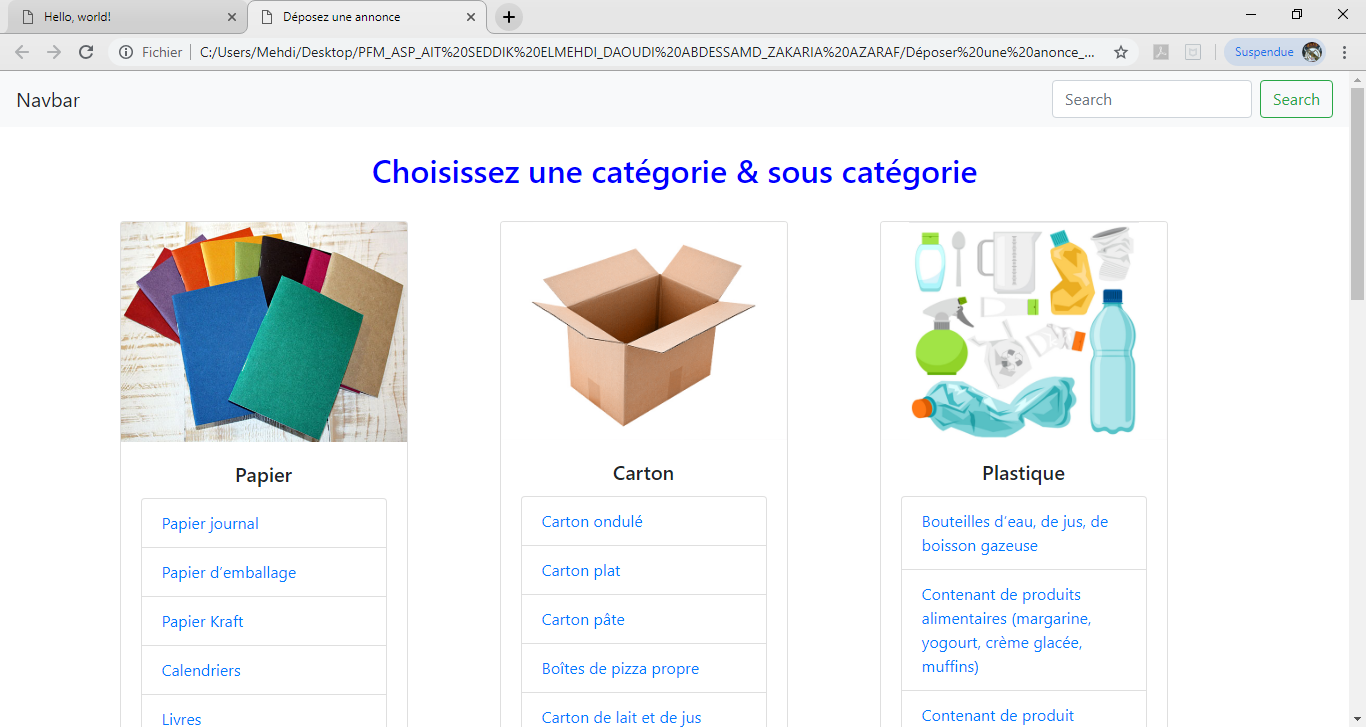 Hello, world!
Déposez une annonce
Fichier
C:/Users/Mehdi/Desktop/PFM_ASP_AIT%20SEDDIK%20ELMEHDI_DAOUDI%20ABDESSAMD_ZAKARIA%20AZARAF/Déposer%20une%20anonce_...
Suspendue
Navbar
Search
Search
Choisissez une catégorie & sous catégorie
Papier
Papier journal
Papier d'emballage
Papier Kraft
Calendriers
Livres
Carton
Carton ondulé
Carton plat
Carton pâte
Boîtes de pizza propre
Carton de lait et de jus
Plastique
Bouteilles d'eau, de jus, de
boisson gazeuse
Contenant de produits
alimentaires (margarine,
yogourt, crème glacée,
muffins)
Contenant de produit